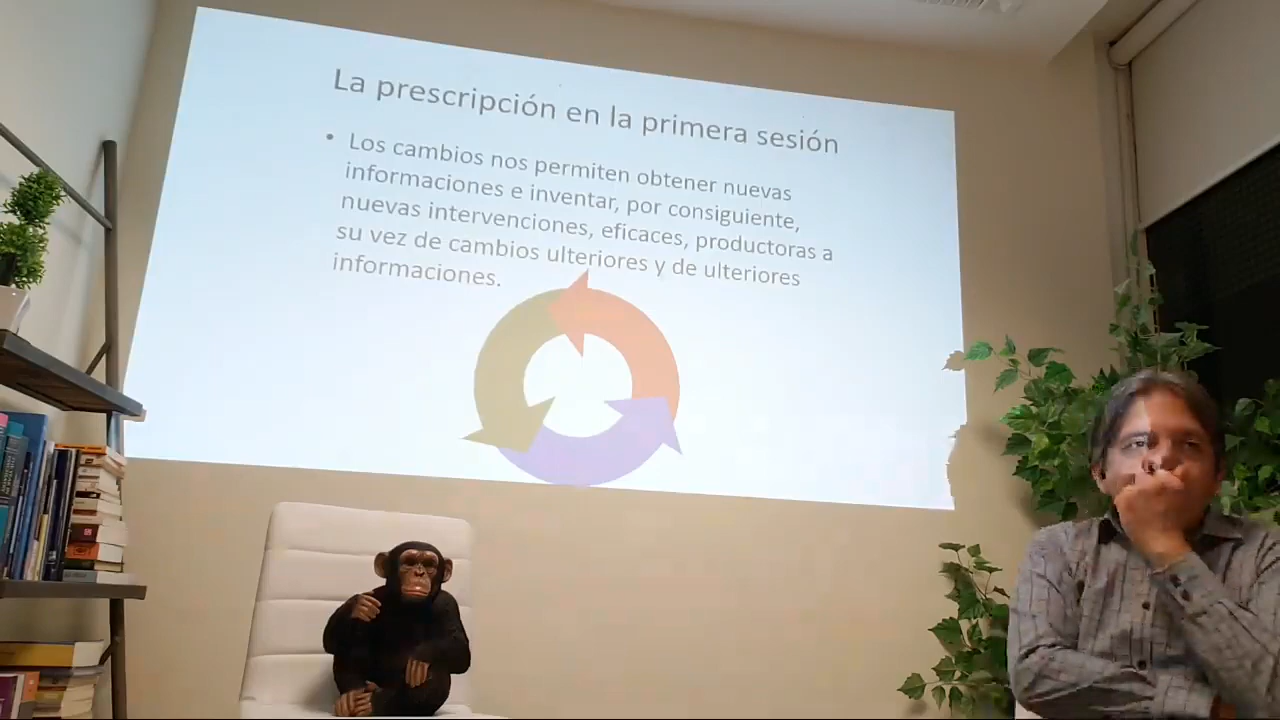 La prescripción en la primera sesión
• Los cambios nos permiten obtener nuevas
informaciones e inventar, por consiguiente,
nuevas intervenciones, eficaces, productoras a
su vez de cambios ulteriores y de ulteriores
informaciones.